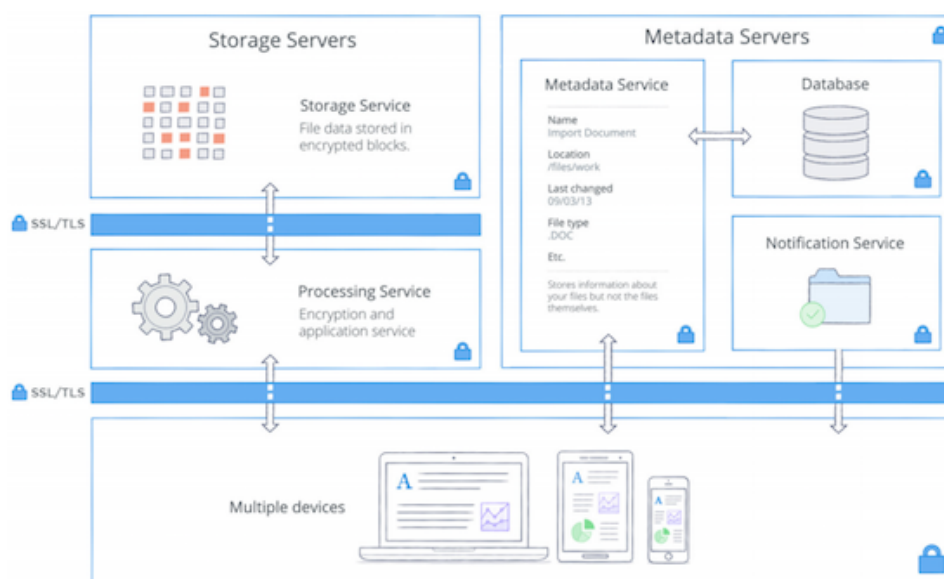 Storage Servers
Storage Service
File data stored in
encrypted blocks.
SSL/TLS
Processing Service
Encryption and
application service
Metadata Servers
Metadata Service
Name
Import Document
Location
/files/work
Last changed
09/03/13
File type
.DOC
Etc.
Stores information about
your files but not the files
themselves.
Database
Notification Service
SSL/TLS
Multiple devices
A
A
A